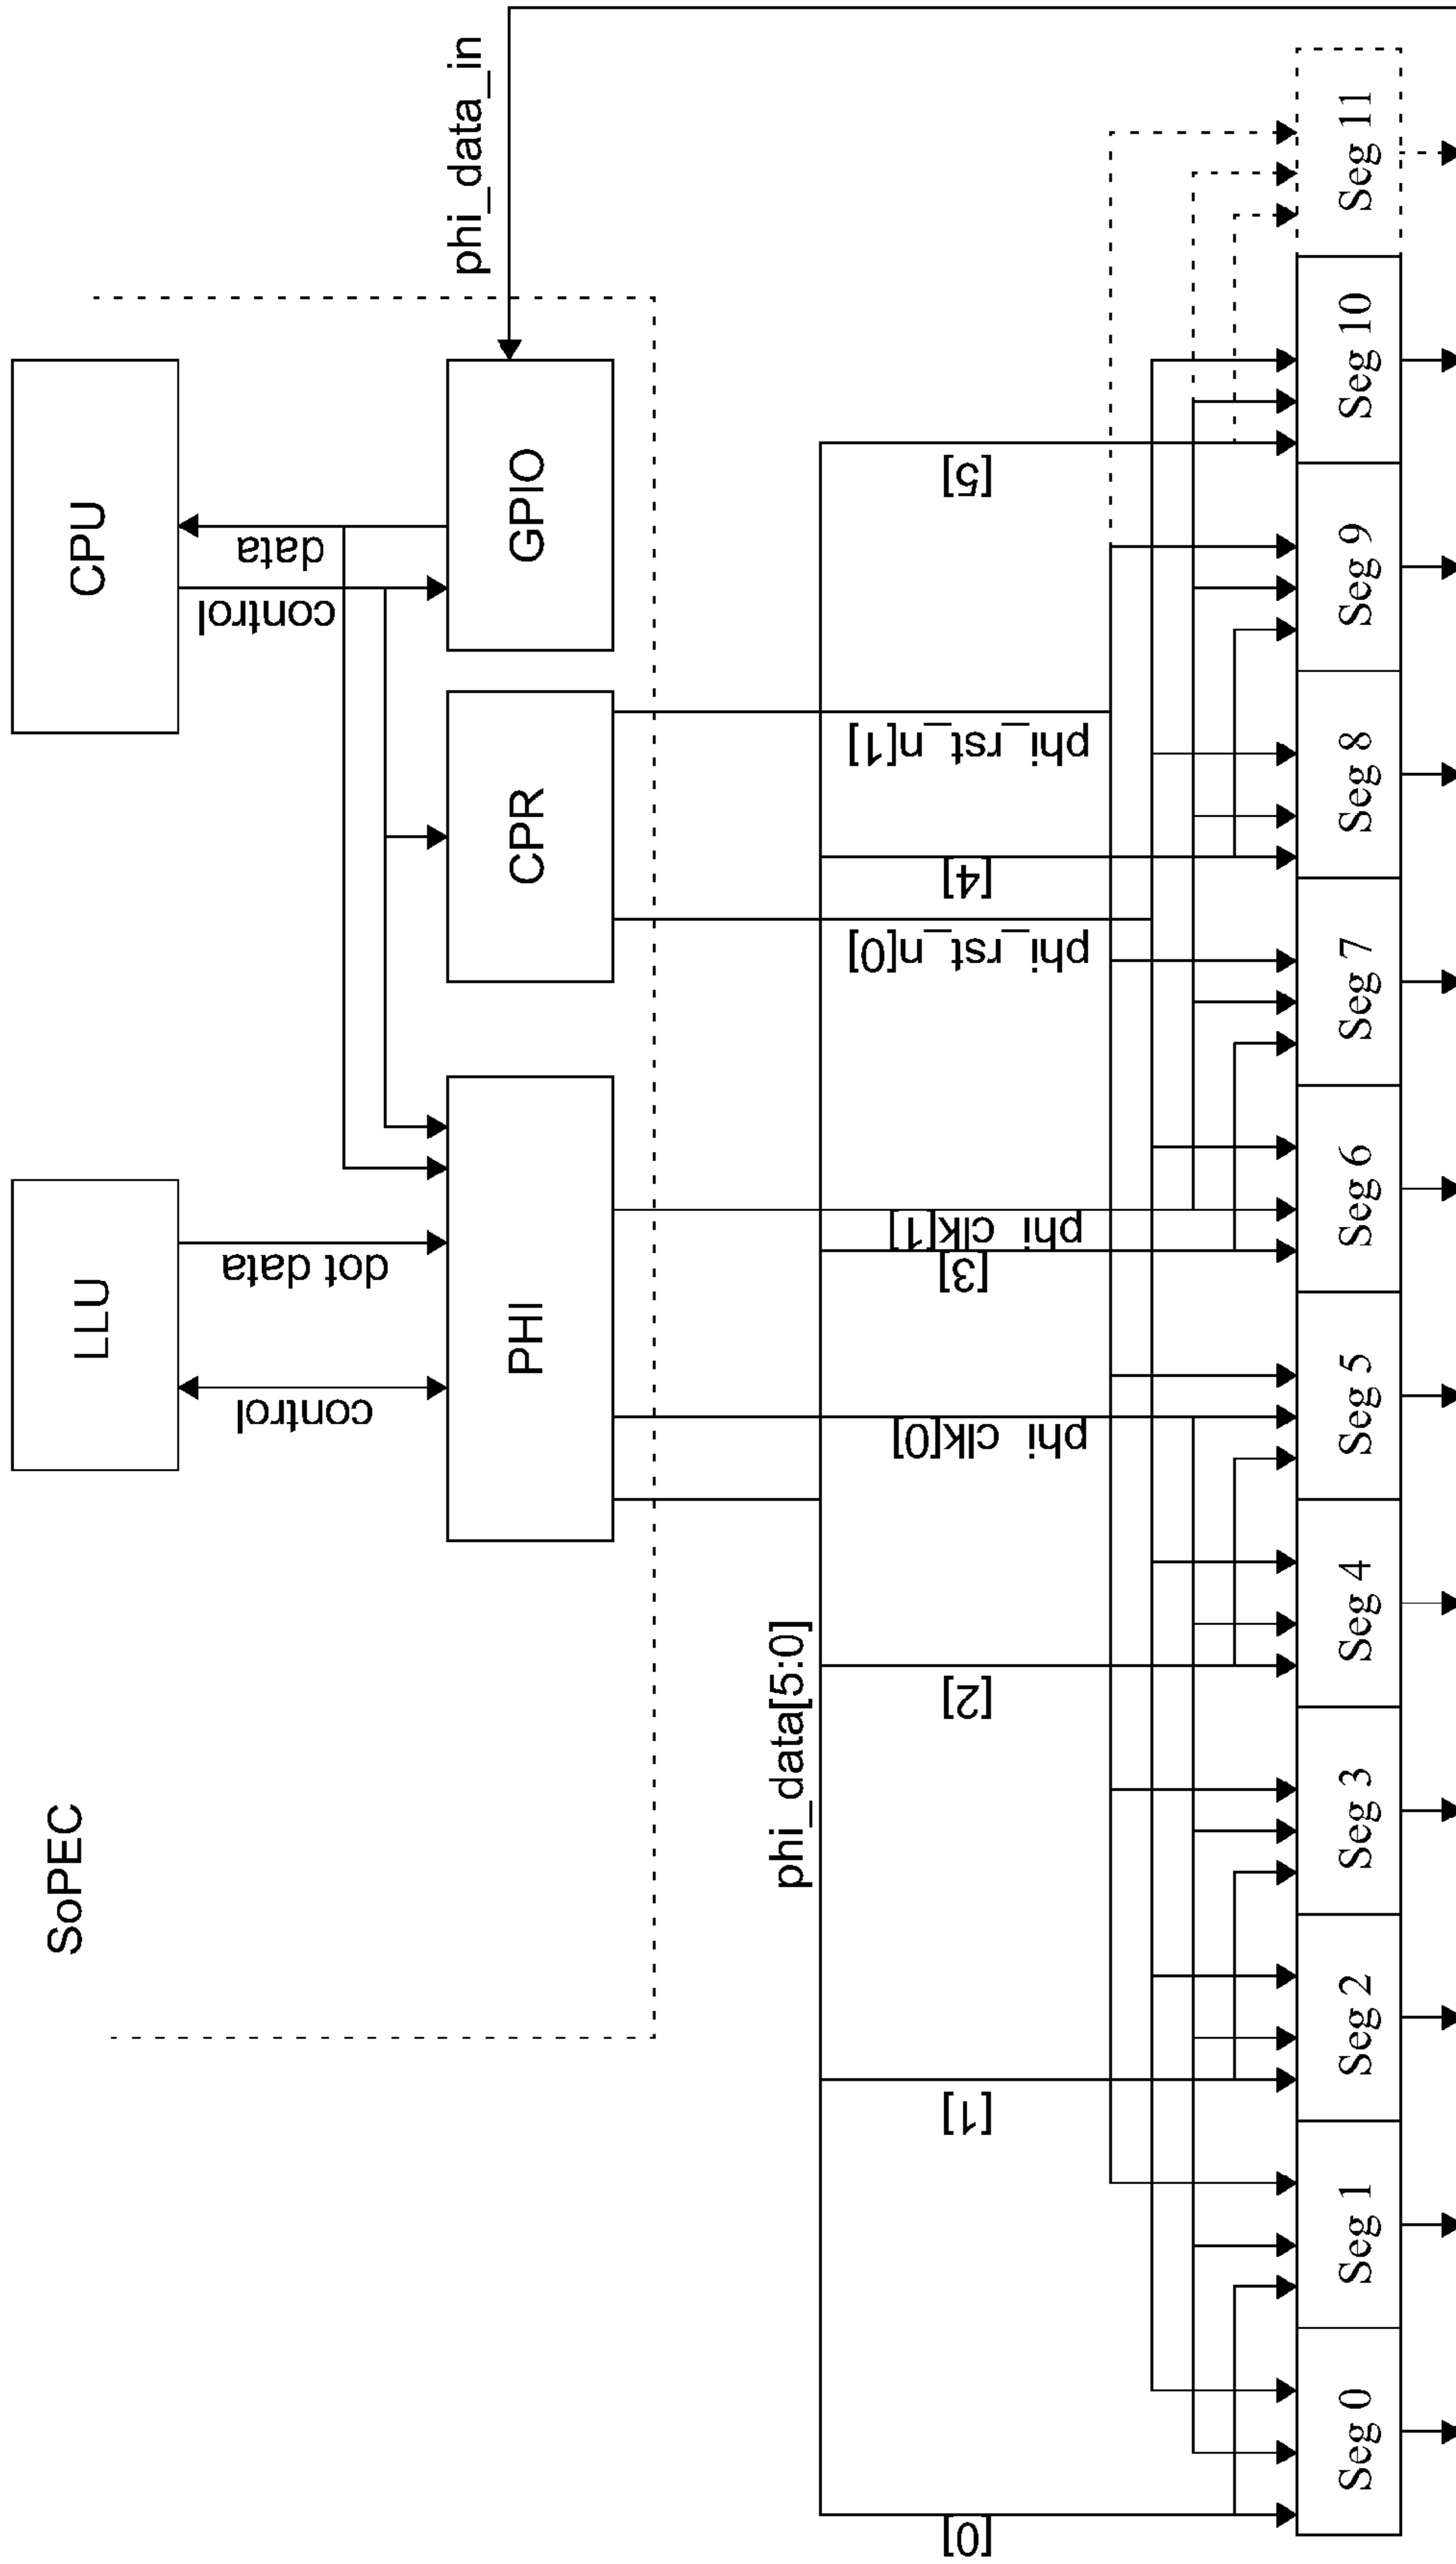 SoPEC
LLU
CPU
control
dot data
control
data
PHI
CPR
GPIO
phi_data_in
phi_data[5:0]
[0]
[1]
[2]
phi_clk[0]
[3]
phi_clk[1]
phi_rst_n[0]
[4]
phi_rst_n[1]
[5]
Seg 0
Seg 1
Seg 2
Seg 3
Seg 4
Seg 5
Seg 6
Seg 7
Seg 8
Seg 9
Seg 10
Seg 11